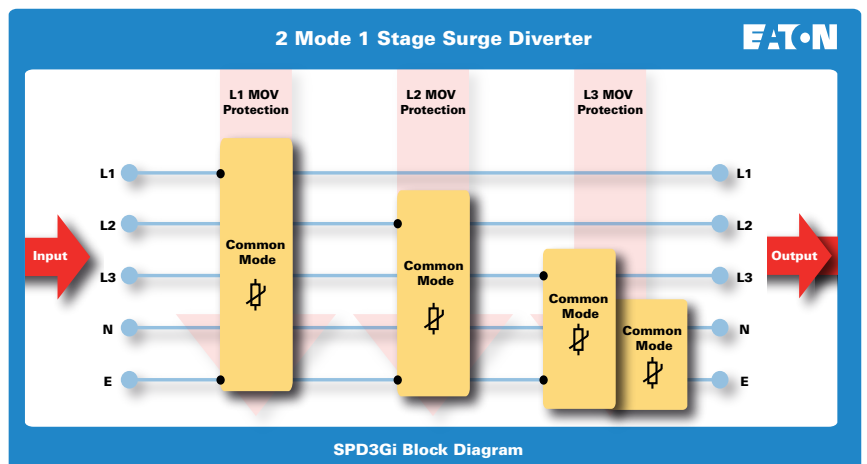 2 Mode 1 Stage Surge Diverter
EATON
L1 MOV
Protection
L2 MOV
Protection
L3 MOV
Protection
L1
L1
L2
L2
Input
Common
Mode
Common
Mode
Output
L3
L3
Common
Mode
N
Common
Mode
N
E
E
SPD3Gi Block Diagram